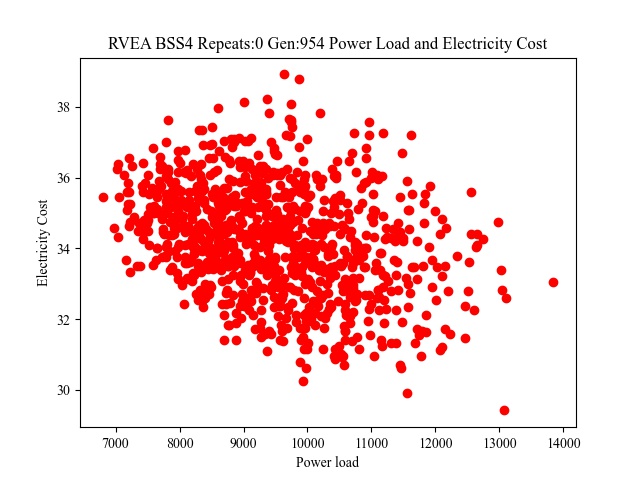 RVEA BSS4 Repeats:0 Gen:954 Power Load and Electricity Cost
38
36
34
32
30
Electricity Cost
7000 8000 9000 10000 11000 12000 13000 14000
Power load